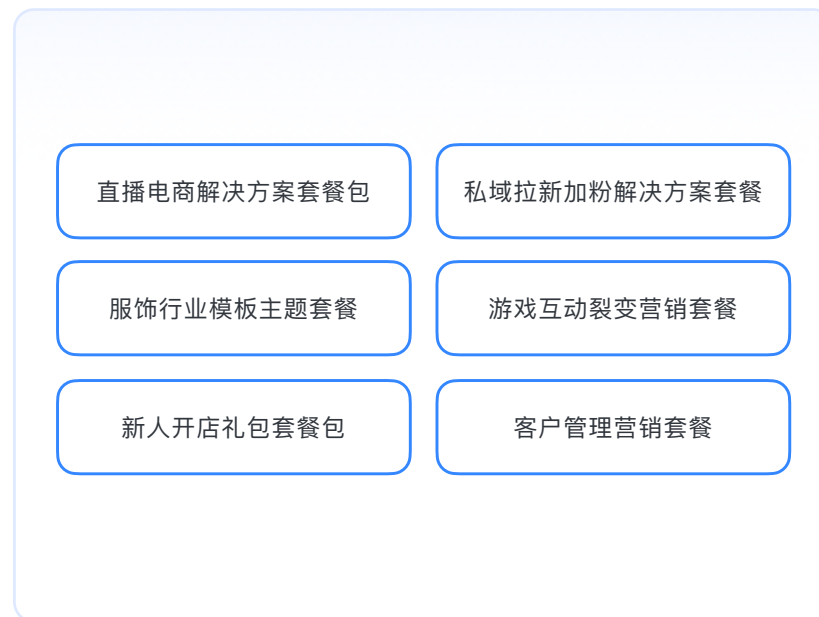 直播电商解决方案套餐包
私域拉新加粉解决方案套餐
服饰行业模板主题套餐
游戏互动裂变营销套餐
新人开店礼包套餐包
客户管理营销套餐